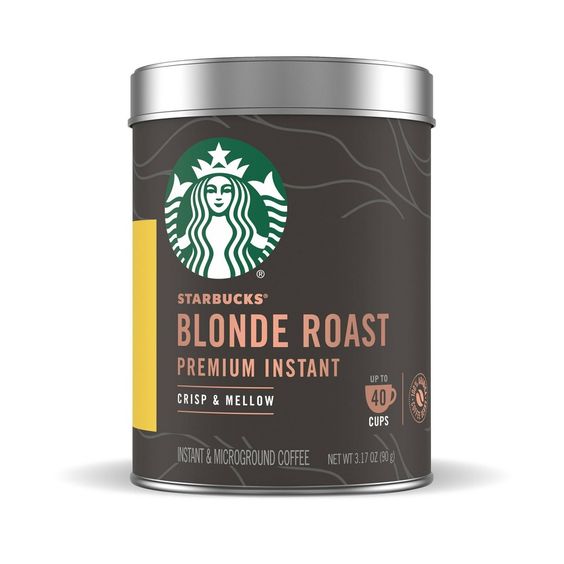 ®
STARBUCKS®
BLONDE ROAST
PREMIUM INSTANT
CRISP & MELLOW
UP TO
40
CUPS
INSTANT & MICROGROUND COFFEE
NET WT 3.17 OZ (90g)